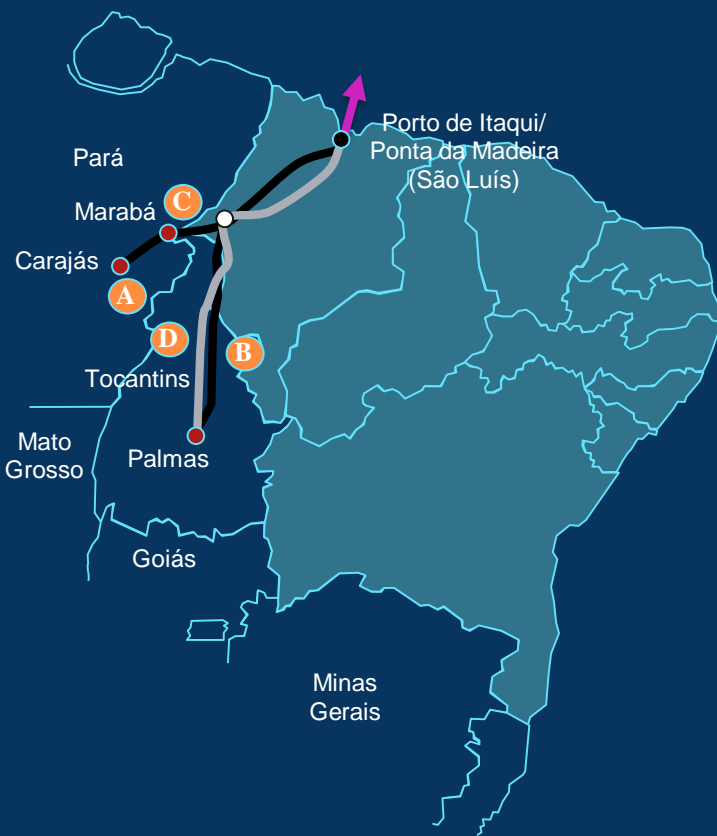 Porto de Itaqui/
Ponta da Madeira
(São Luís)
Pará
C
Marabá
Carajás
A
D
B
Tocantins
Mato
Grosso
Palmas
Goiás
Minas
Gerais